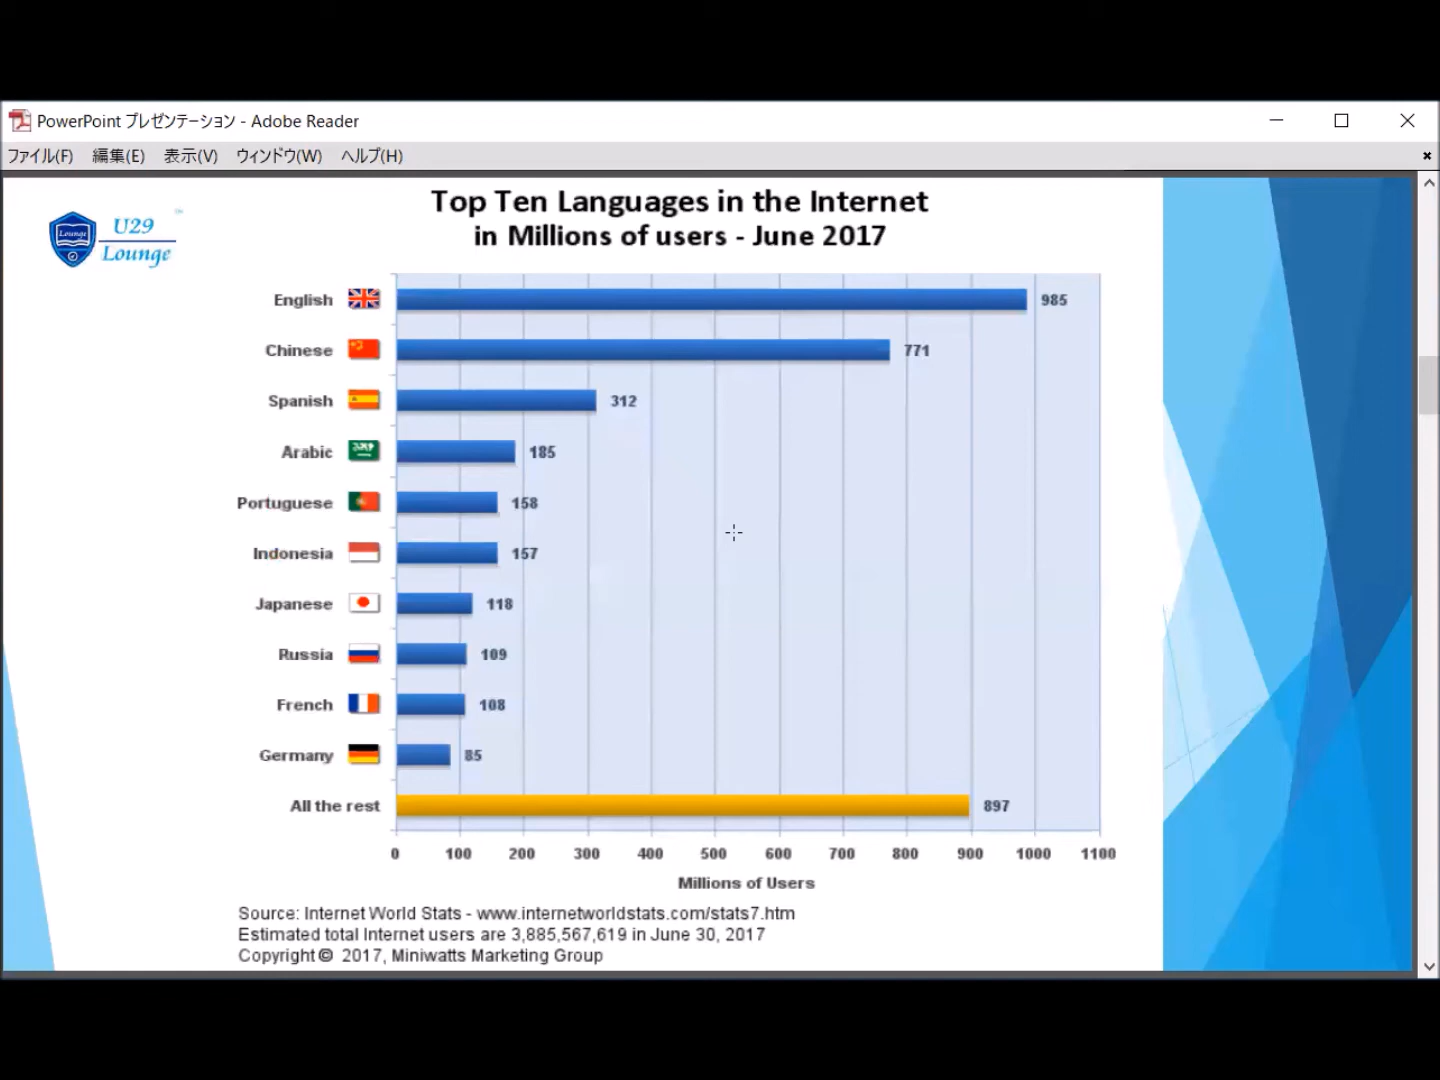 PowerPoint プレゼンテーション - Adobe Reader
ファイル(F) 編集(E) 表示(V) ウィンドウ(W) ヘルプ(H)
Lounge
U29
Lounge
Top Ten Languages in the Internet
in Millions of users - June 2017
English 985
Chinese 771
Spanish 312
Arabic 185
Portuguese 158
Indonesia 157
Japanese 118
Russia 109
French 108
Germany 85
All the rest 897
0 100 200 300 400 500 600 700 800 900 1000 1100
Millions of Users
Source: Internet World Stats - www.internetworldstats.com/stats7.htm
Estimated total Internet users are 3,885,567,619 in June 30, 2017
Copyright © 2017, Miniwatts Marketing Group